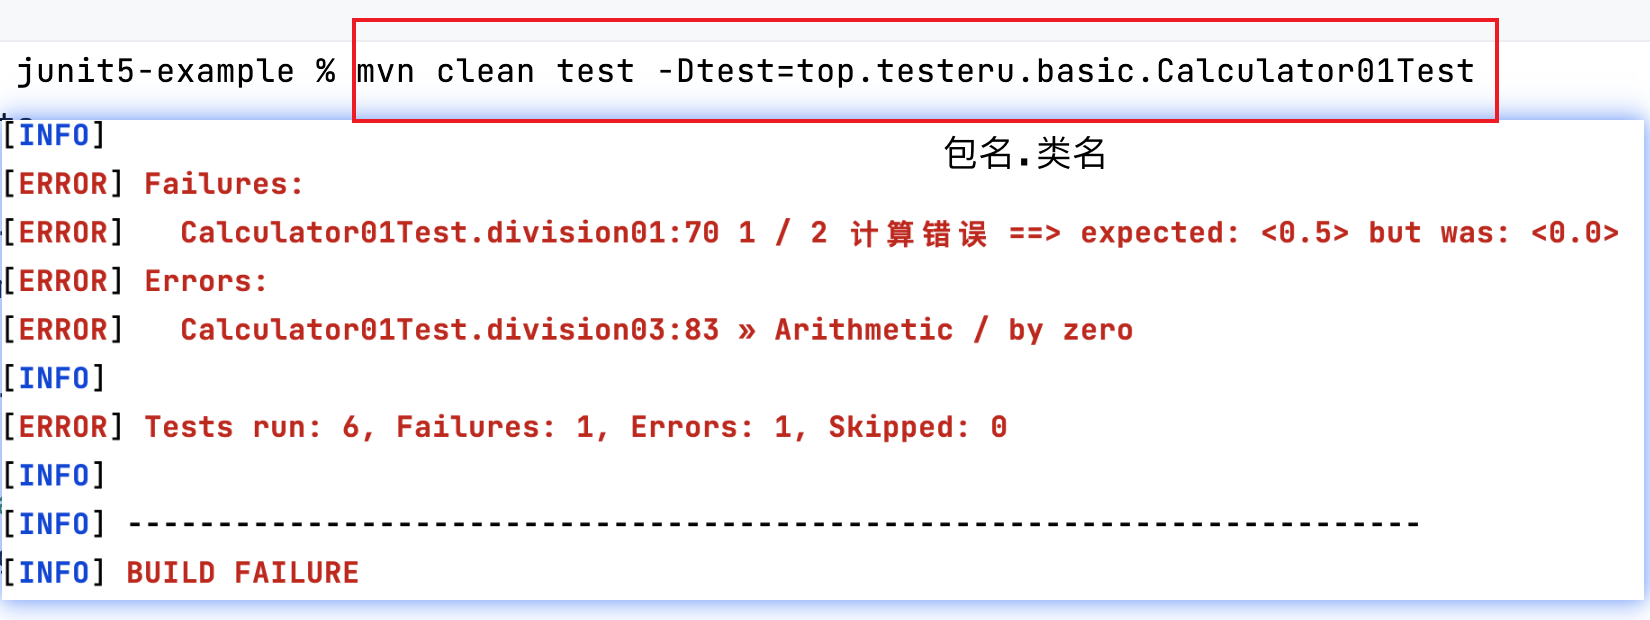 junit5-example % mvn clean test -Dtest=top.testeru.basic.Calculator01Test
[INFO]
包名.类名
[ERROR] Failures:
[ERROR]   Calculator01Test.division01:70 1 / 2 计算错误 ==> expected: <0.5> but was: <0.0>
[ERROR] Errors:
[ERROR]   Calculator01Test.division03:83 » Arithmetic / by zero
[INFO]
[ERROR] Tests run: 6, Failures: 1, Errors: 1, Skipped: 0
[INFO]
[INFO] ------------------------------------------------------------------------
[INFO] BUILD FAILURE